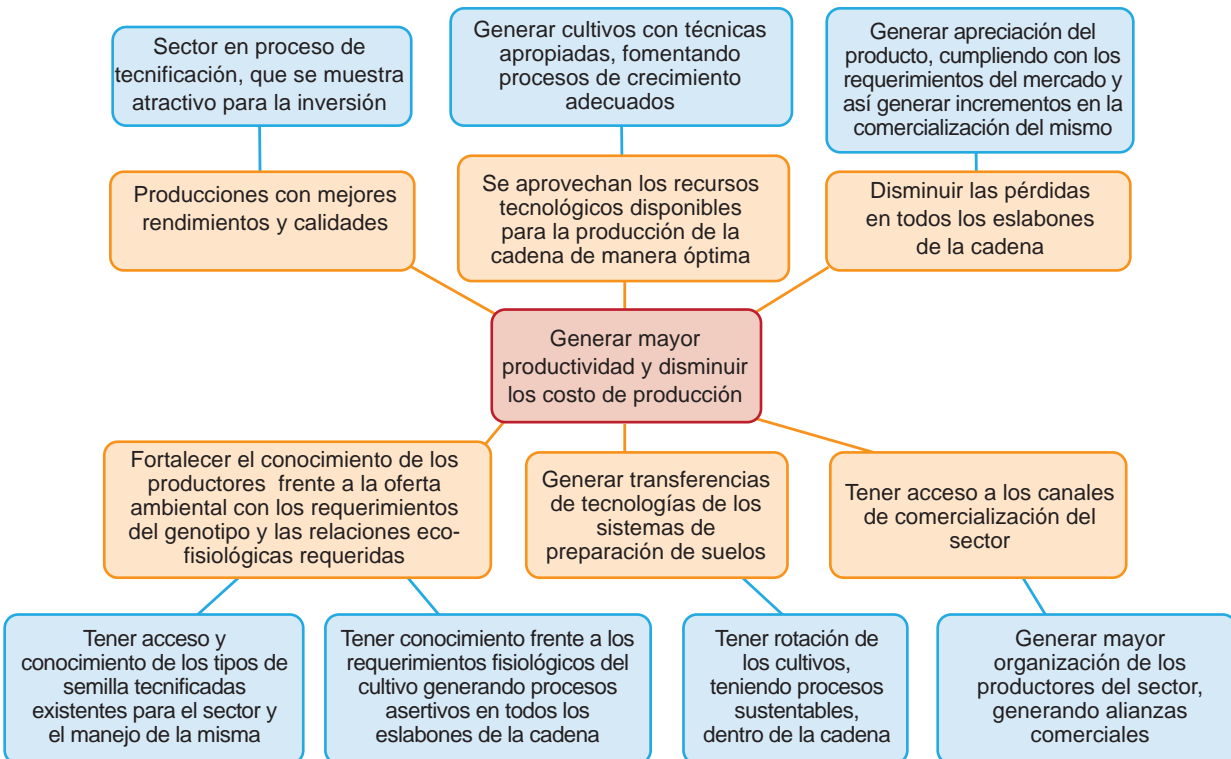 Sector en proceso de
tecnificación, que se muestra
atractivo para la inversión
Generar cultivos con técnicas
apropiadas, fomentando
procesos de crecimiento
adecuados
Generar apreciación del
producto, cumpliendo con los
requerimientos del mercado y
así generar incrementos en la
comercialización del mismo
Producciones con mejores
rendimientos y calidades
Se aprovechan los recursos
tecnológicos disponibles
para la producción de la
cadena de manera óptima
Disminuir las pérdidas
en todos los eslabones
de la cadena
Generar mayor
productividad y disminuir
los costo de producción
Fortalecer el conocimiento de los
productores frente a la oferta
ambiental con los requerimientos
del genotipo y las relaciones eco-
fisiológicas requeridas
Generar transferencias
de tecnologías de los
sistemas de
preparación de suelos
Tener acceso a los canales
de comercialización del
sector
Tener acceso y
conocimiento de los tipos de
semilla tecnificadas
existentes para el sector y
el manejo de la misma
Tener conocimiento frente a los
requerimientos fisiológicos del
cultivo generando procesos
asertivos en todos los
eslabones de la cadena
Tener rotación de
los cultivos,
teniendo procesos
sustentables,
dentro de la cadena
Generar mayor
organización de los
productores del sector,
generando alianzas
comerciales